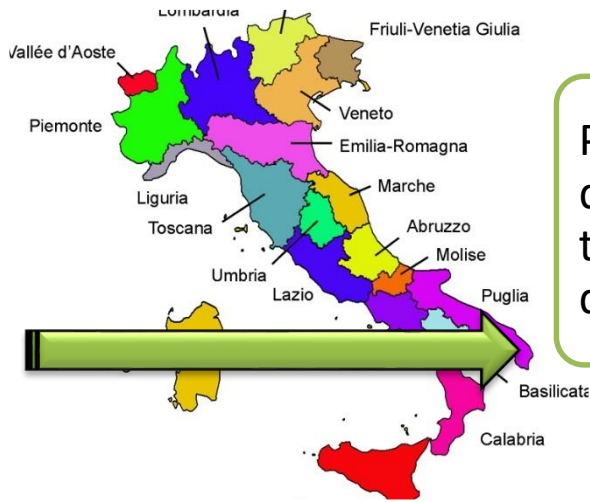 Lombardia
Friuli-Venetia Giulia
Vallée d'Aoste
Veneto
Piemonte
Emilia-Romagna
Liguria
Marche
Toscana
Abruzzo
Umbria
Molise
Lazio
Puglia
Basilicata
Calabria